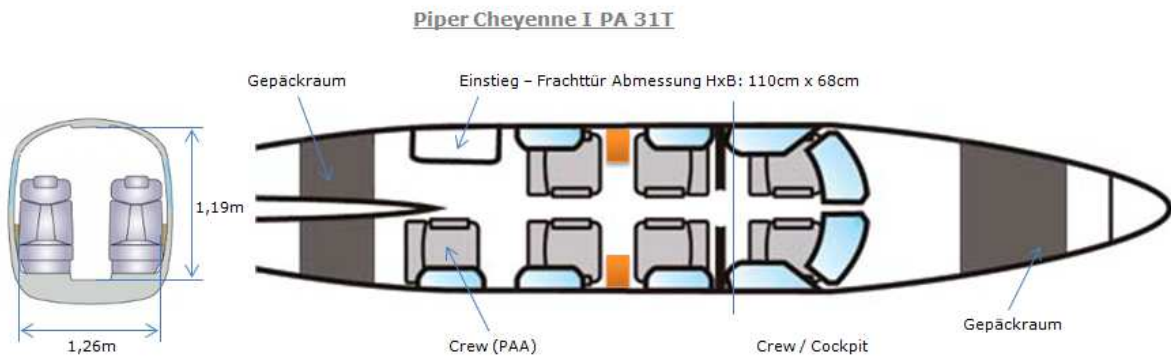 Piper Cheyenne I PA 31T
Gepäckraum
Einstieg – Frachttür Abmessung HxB: 110cm x 68cm
1,19m
1,26m
Crew (PAA)
Crew / Cockpit
Gepäckraum